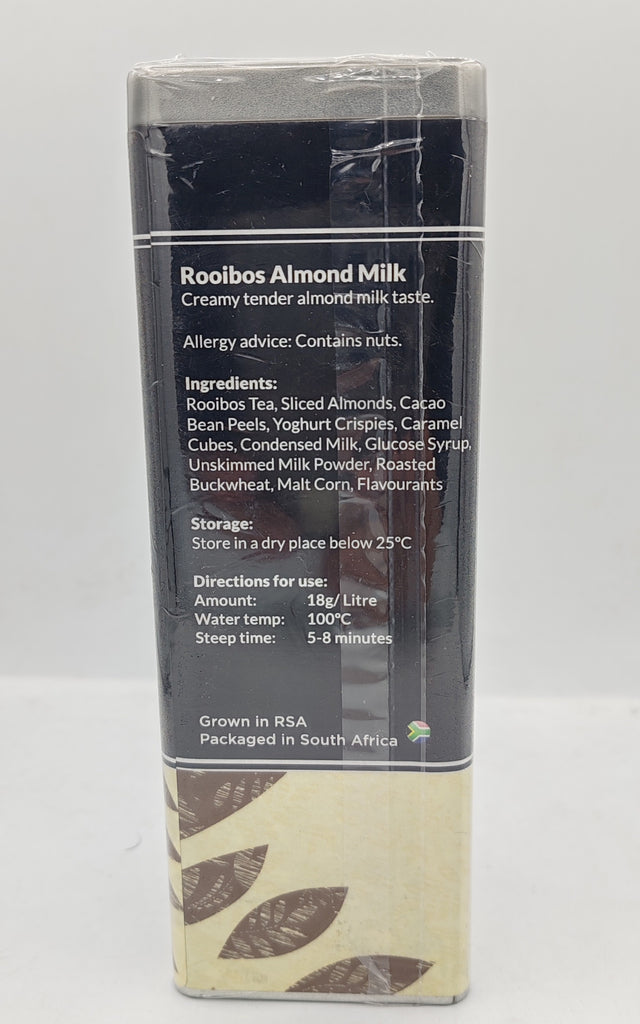 Rooibos Almond Milk
Creamy tender almond milk taste.
Allergy advice: Contains nuts.
Ingredients:
Rooibos Tea, Sliced Almonds, Cacao
Bean Peels, Yoghurt Crispies, Caramel
Cubes, Condensed Milk, Glucose Syrup,
Unskimmed Milk Powder, Roasted
Buckwheat, Malt Corn, Flavourants
Storage:
Store in a dry place below 25°C
Directions for use:
Amount: 18g/ Litre
Water temp: 100°C
Steep time: 5-8 minutes
Grown in RSA
Packaged in South Africa